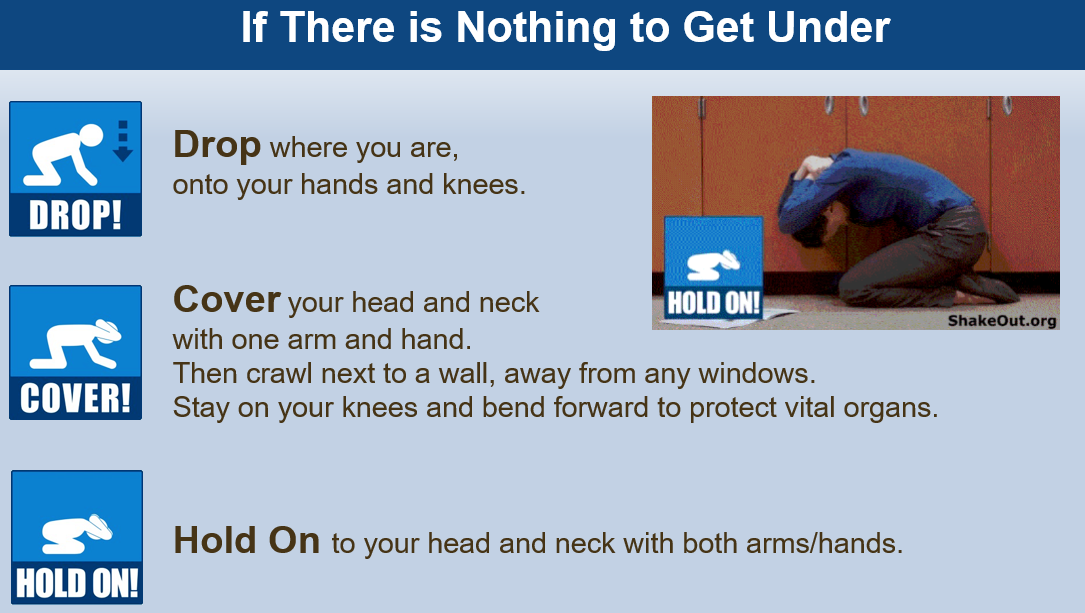 If There is Nothing to Get Under
DROP!
Drop where you are,
onto your hands and knees.
HOLD ON!
ShakeOut.org
COVER!
Cover your head and neck
with one arm and hand.
Then crawl next to a wall, away from any windows.
Stay on your knees and bend forward to protect vital organs.
HOLD ON!
Hold On to your head and neck with both arms/hands.